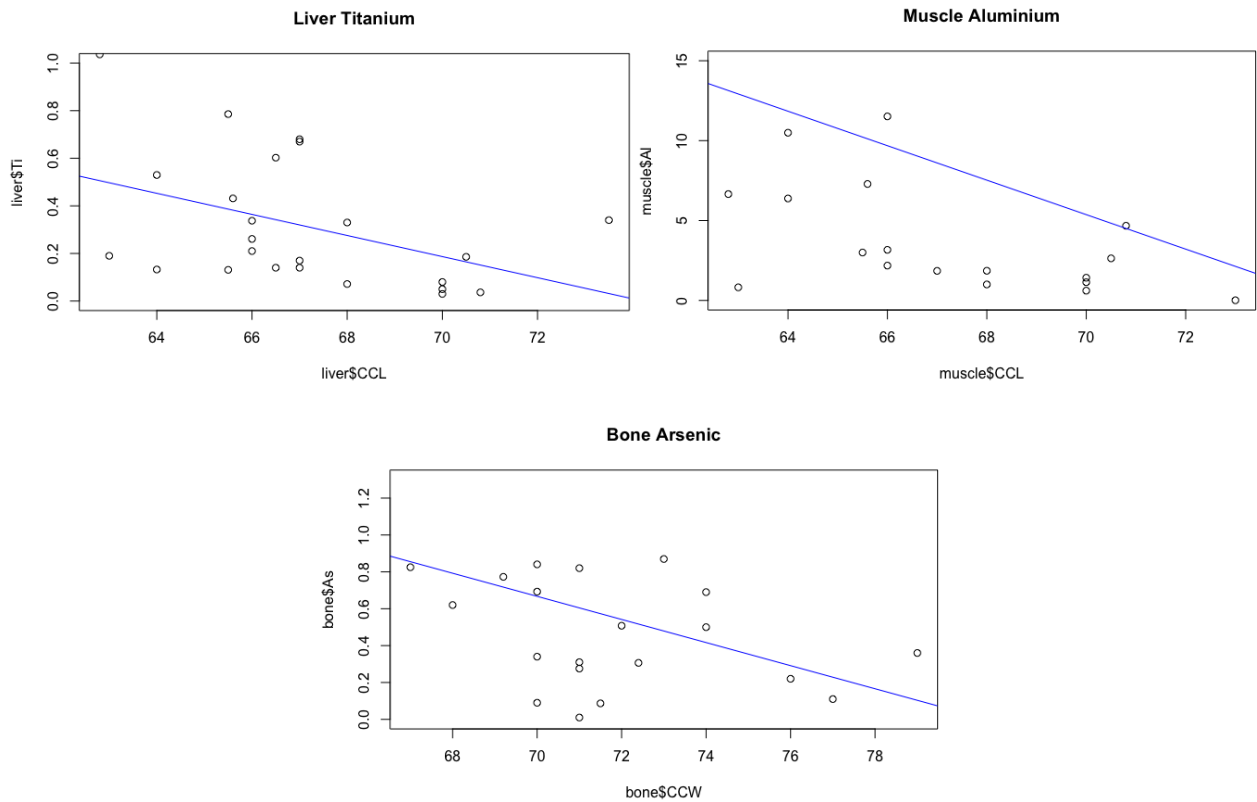 Liver Titanium
liver$Ti
0.0 0.2 0.4 0.6 0.8 1.0
64 66 68 70 72
liver$CCL
Muscle Aluminium
muscle$Al
0 5 10 15
64 66 68 70 72
muscle$CCL
Bone Arsenic
bone$As
0.0 0.2 0.4 0.6 0.8 1.0 1.2
68 70 72 74 76 78
bone$CCW